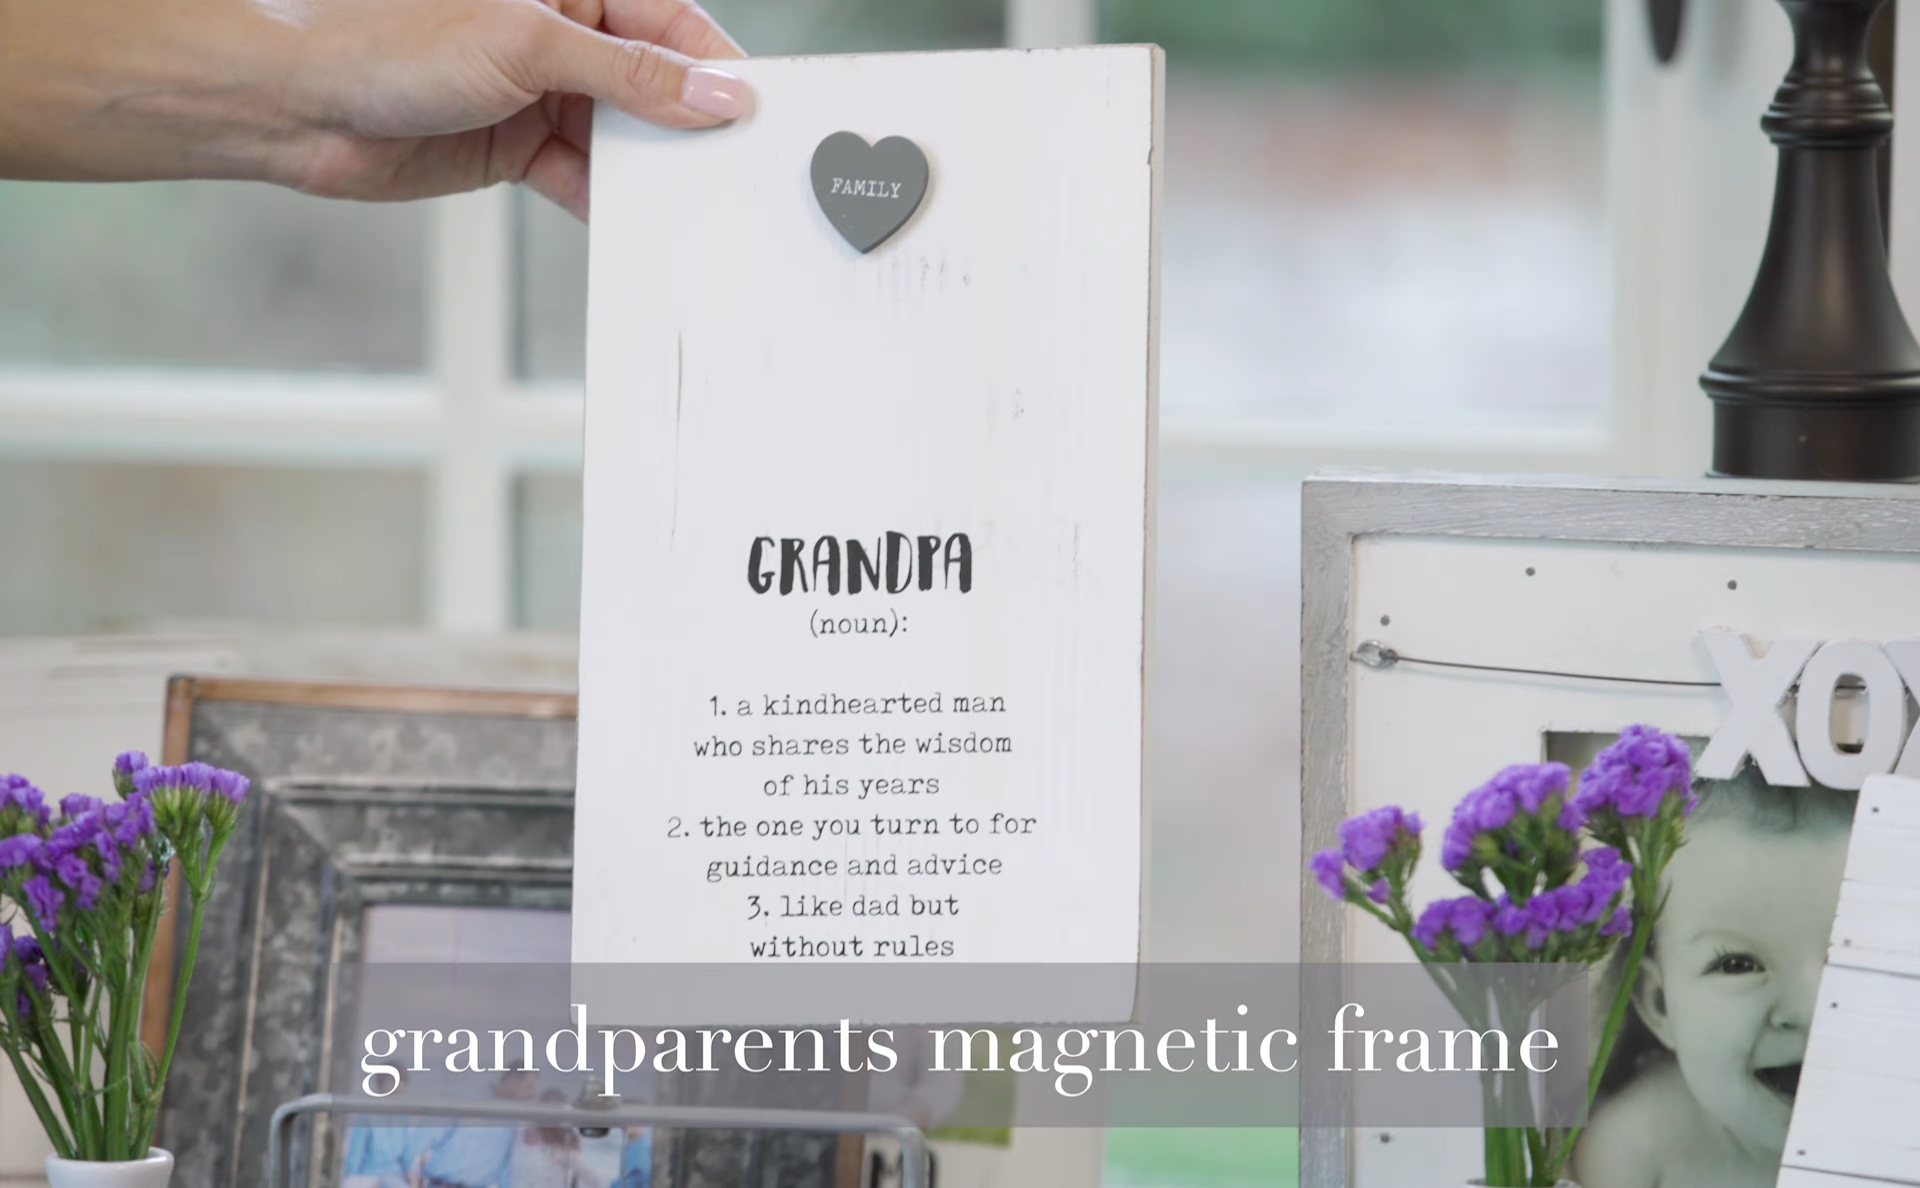 FAMILY
GRANDPA
(noun):
1. a kindhearted man
who shares the wisdom
of his years
2. the one you turn to for
guidance and advice
3. like dad but
without rules
XO
grandparents magnetic frame